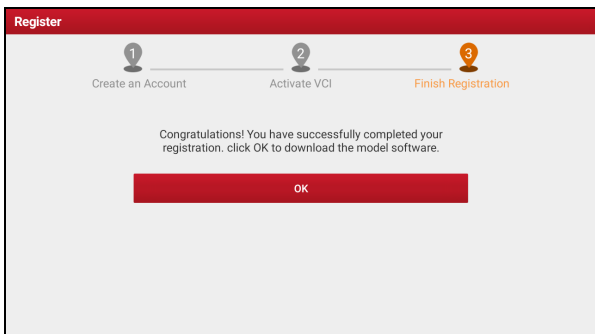 Register
1
2
3
Create an Account
Activate VCI
Finish Registration
Congratulations! You have successfully completed your
registration. click OK to download the model software.
OK